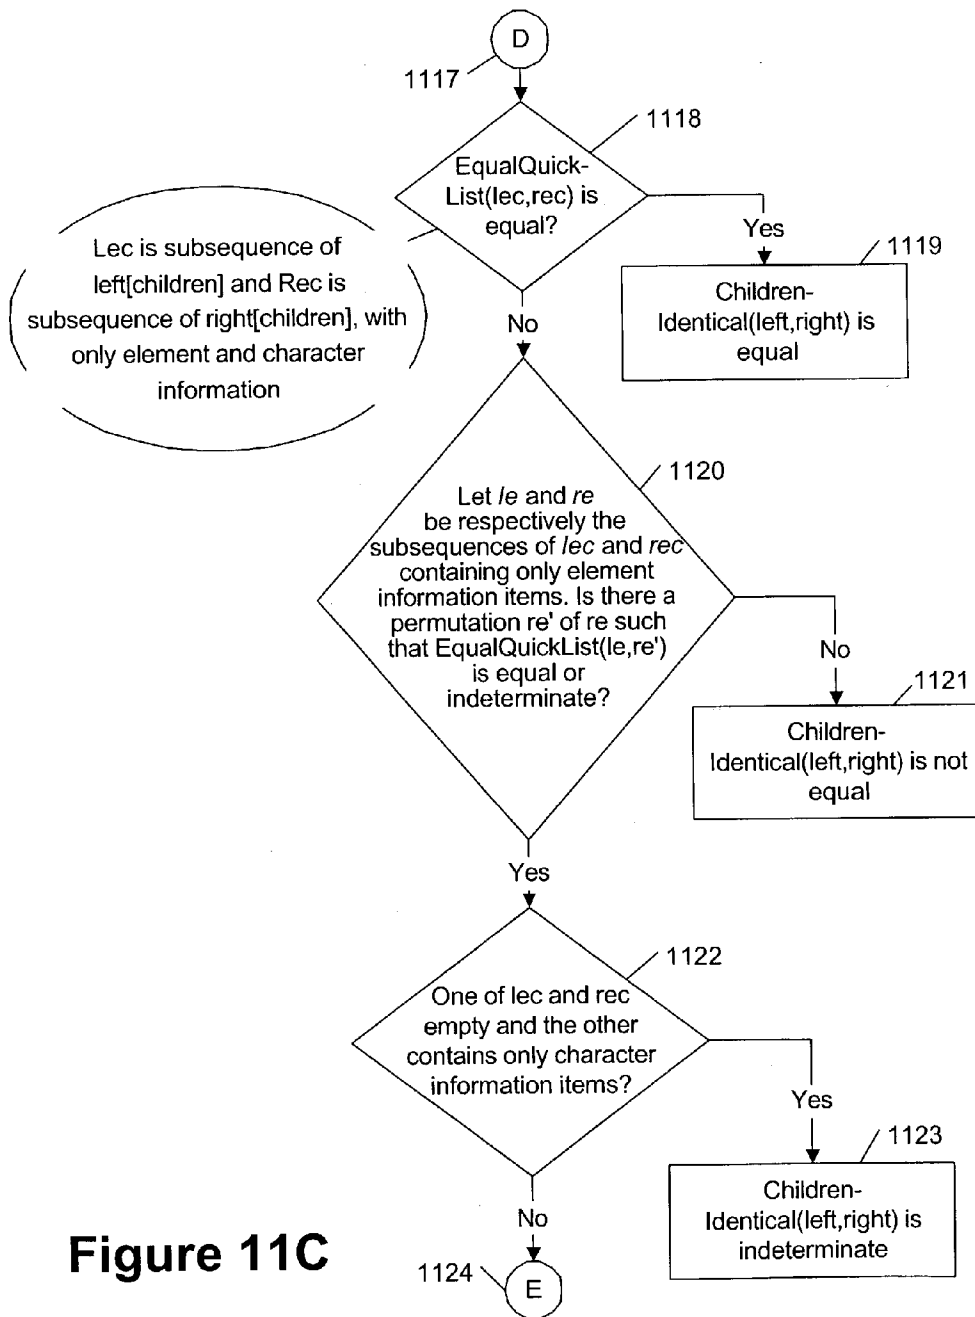 D
1117
1118
EqualQuick-
List(lec,rec) is
equal?
Yes
1119
Lec is subsequence of
left[children] and Rec is
subsequence of right[children], with
only element and character
information
Children-
Identical(left,right) is
equal
No
1120
Let le and re
be respectively the
subsequences of lec and rec
containing only element
information items. Is there a
permutation re' of re such
that EqualQuickList(le,re')
is equal or
indeterminate?
No
1121
Children-
Identical(left,right) is not
equal
Yes
1122
One of lec and rec
empty and the other
contains only character
information items?
Yes
1123
Children-
Identical(left,right) is
indeterminate
No
Figure 11C
1124
E